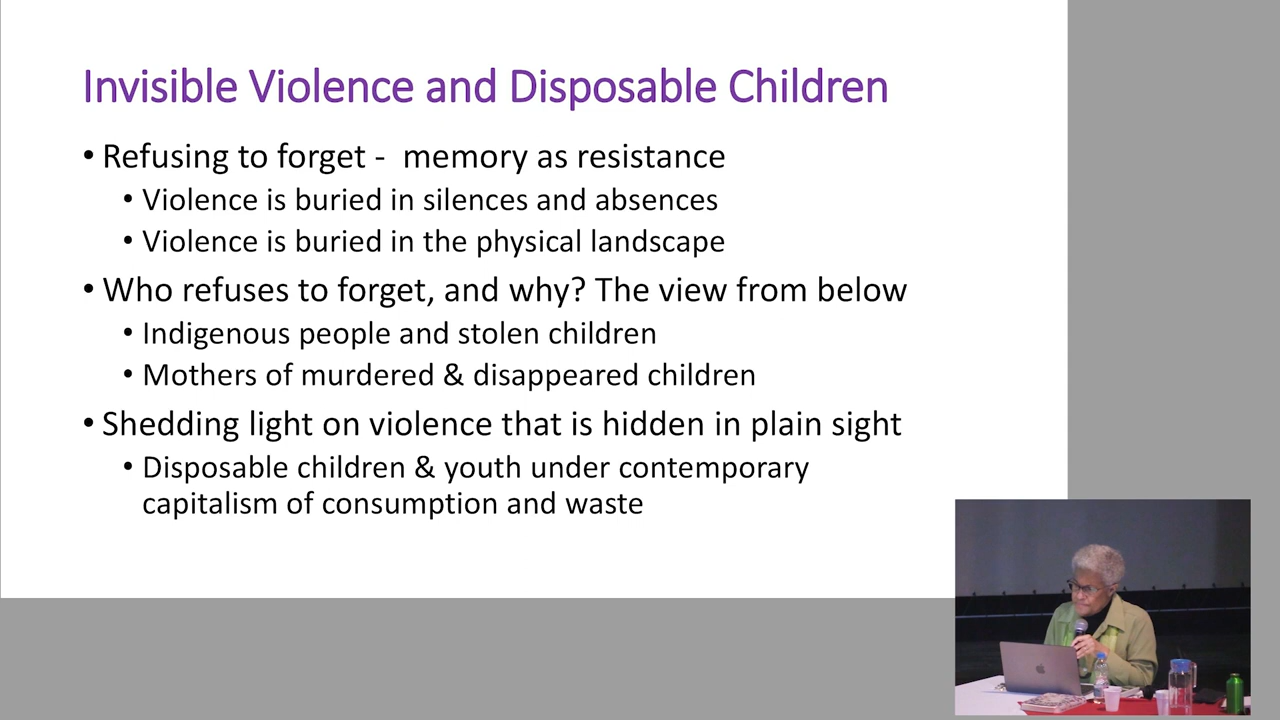 Invisible Violence and Disposable Children
• Refusing to forget -  memory as resistance
• Violence is buried in silences and absences
• Violence is buried in the physical landscape
• Who refuses to forget, and why? The view from below
• Indigenous people and stolen children
• Mothers of murdered & disappeared children
• Shedding light on violence that is hidden in plain sight
• Disposable children & youth under contemporary
capitalism of consumption and waste